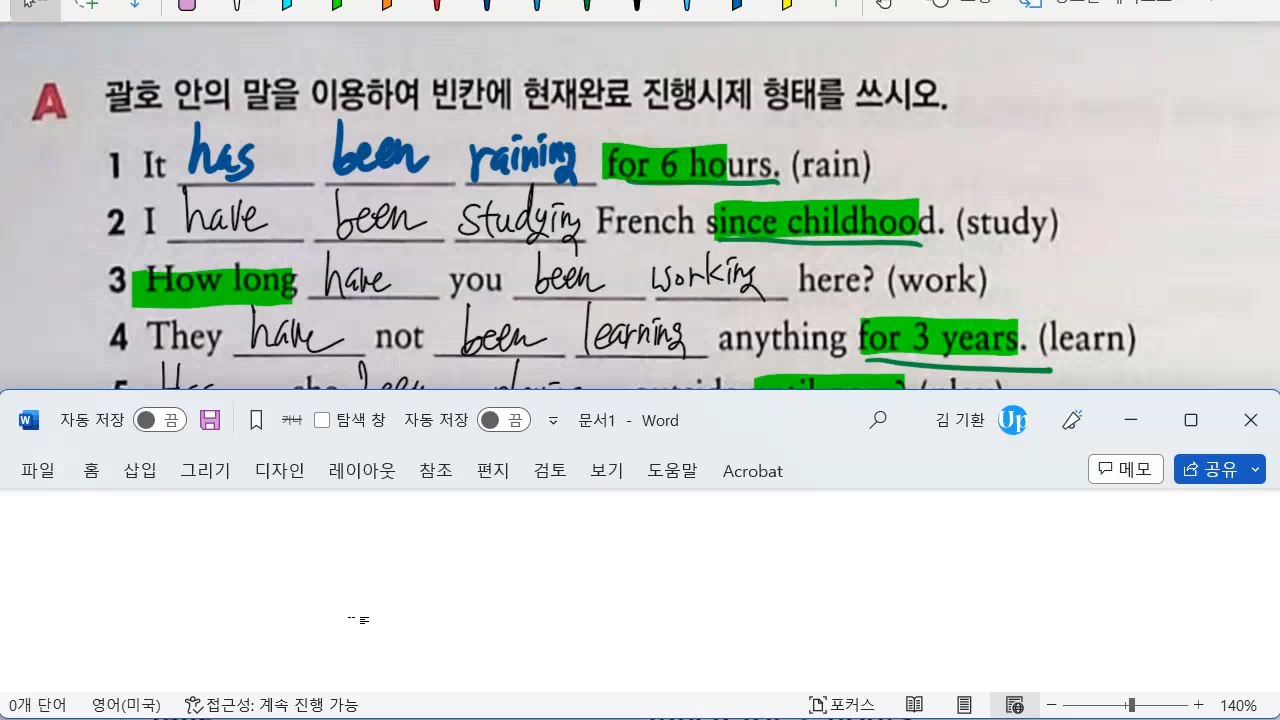 A 괄호 안의 말을 이용하여 빈칸에 현재완료 진행시제 형태를 쓰시오.
1 It has been raining for 6 hours. (rain)
2 I have been studying French since childhood. (study)
3 How long have you been working here? (work)
4 They have not been learning anything for 3 years. (learn)
자동 저장 끔 탐색 창 자동 저장 끔 문서1 - Word 김 기환 Up
파일 홈 삽입 그리기 디자인 레이아웃 참조 편지 검토 보기 도움말 Acrobat 메모 공유
0개 단어 영어(미국) 접근성: 계속 진행 가능 포커스 140%